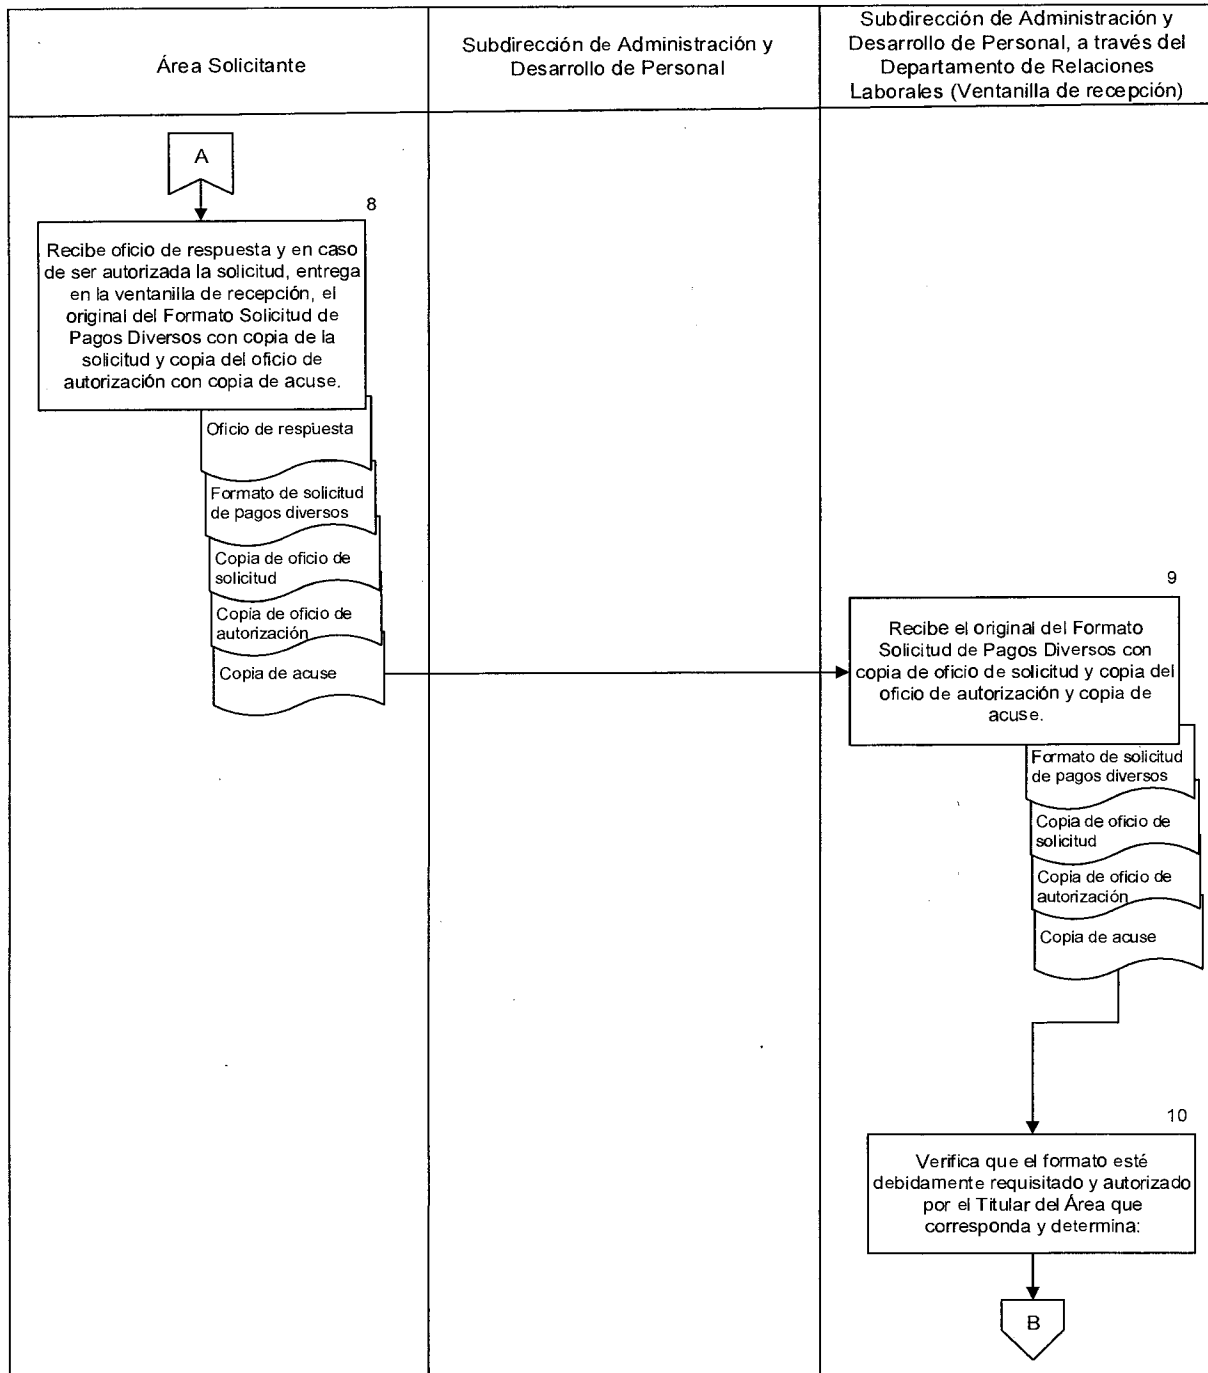 Área Solicitante
Subdirección de Administración y
Desarrollo de Personal
Subdirección de Administración y
Desarrollo de Personal, a través del
Departamento de Relaciones
Laborales (Ventanilla de recepción)
A
8
Recibe oficio de respuesta y en caso
de ser autorizada la solicitud, entrega
en la ventanilla de recepción, el
original del Formato Solicitud de
Pagos Diversos con copia de la
solicitud y copia del oficio de
autorización con copia de acuse.
Oficio de respuesta
Formato de solicitud
de pagos diversos
Copia de oficio de
solicitud
Copia de oficio de
autorización
Copia de acuse
9
Recibe el original del Formato
Solicitud de Pagos Diversos con
copia de oficio de solicitud y copia del
oficio de autorización y copia de
acuse.
Formato de solicitud
de pagos diversos
Copia de oficio de
solicitud
Copia de oficio de
autorización
Copia de acuse
10
Verifica que el formato esté
debidamente requisitado y autorizado
por el Titular del Área que
corresponda y determina:
B